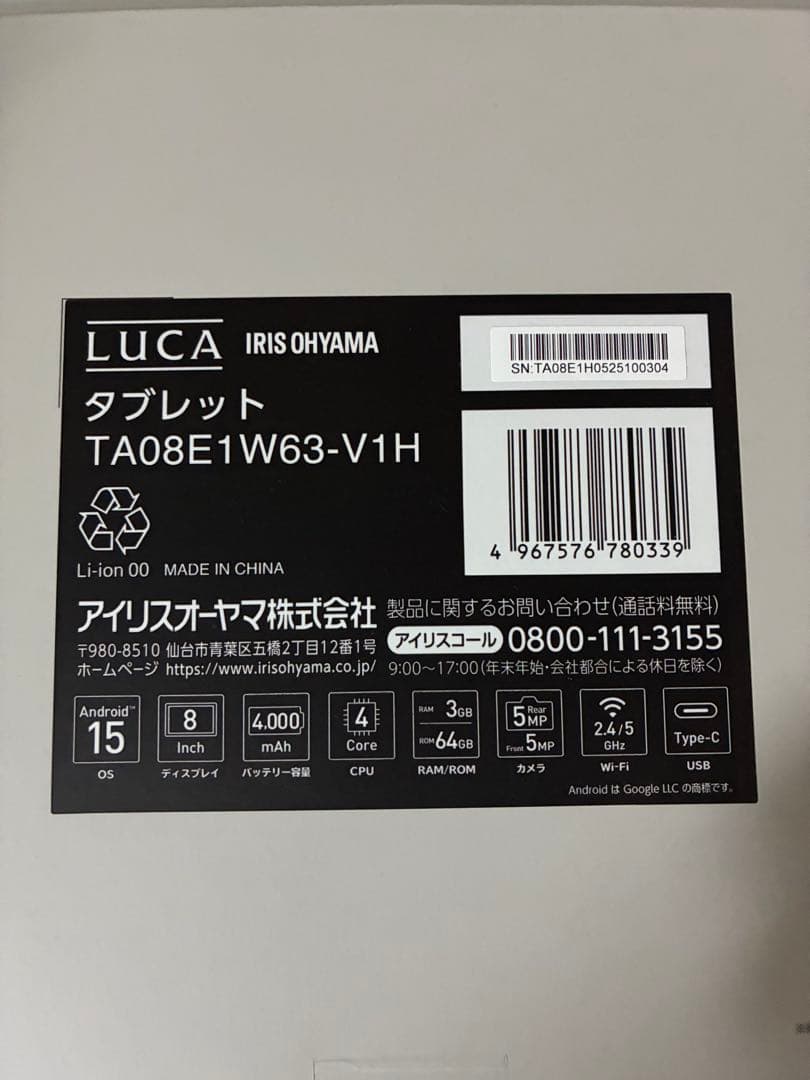 LUCA IRIS OHYAMA
タブレット
TA08E1W63-V1H
SN:TA08E1H0525100304
4 967576 780339
Li-ion 00 MADE IN CHINA
アイリスオーヤマ株式会社
〒980-8510 仙台市青葉区五橋2丁目12番1号
ホームページ https://www.irisohyama.co.jp/
製品に関するお問い合わせ(通話料無料)
アイリスコール 0800-111-3155
9:00～17:00(年末年始・会社都合による休日を除く)
Android™ 15
OS
8 Inch
ディスプレイ
4.000 mAh
バッテリー容量
4 Core
CPU
RAM 3GB
ROM 64GB
RAM/ROM
5 Rear MP
Front 5MP
カメラ
2.4/5 GHz
Wi-Fi
Type-C
USB
Android は Google LLC の商標です。